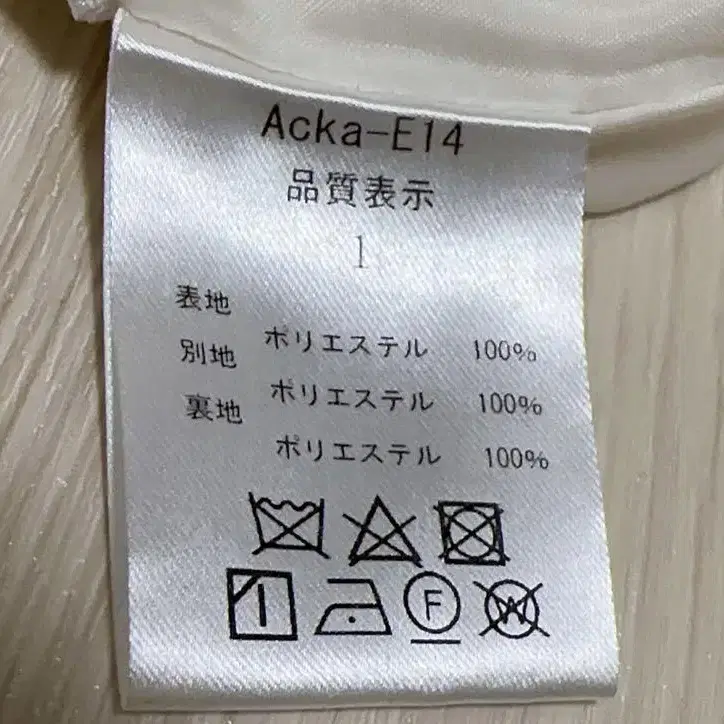 Acka-E14
品質表示
1
表地
ポリエステル 100%
別地
ポリエステル 100%
裏地
ポリエステル 100%
F
W